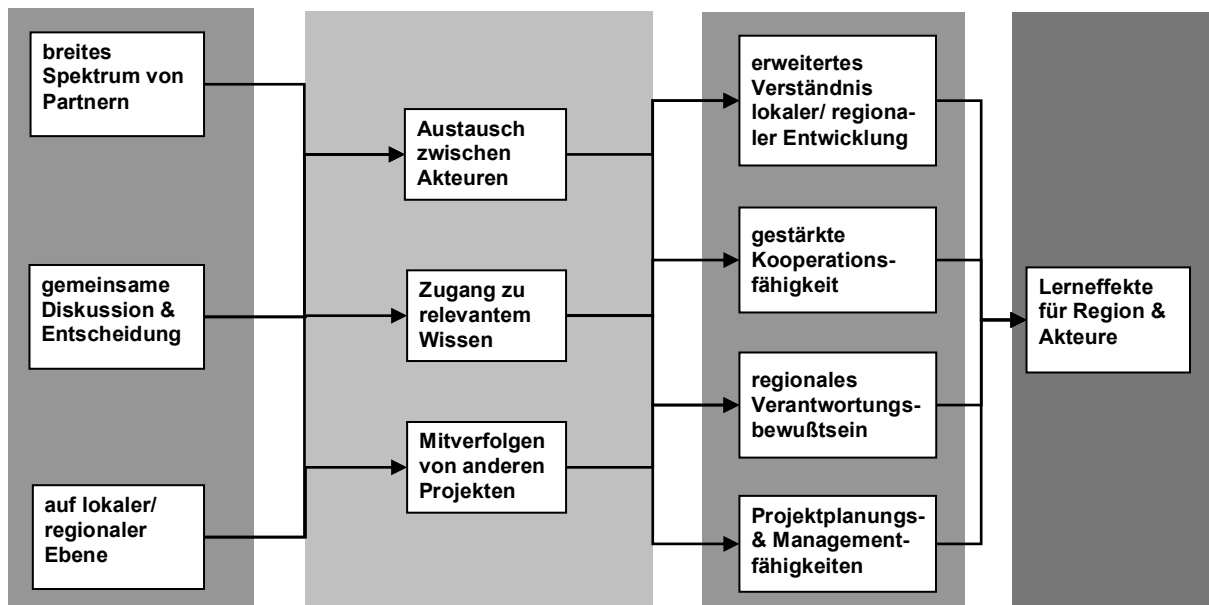 breites
Spektrum von
Partnern
gemeinsame
Diskussion &
Entscheidung
auf lokaler/
regionaler
Ebene
Austausch
zwischen
Akteuren
Zugang zu
relevantem
Wissen
Mitverfolgen
von anderen
Projekten
erweitertes
Verständnis
lokaler/ regiona-
ler Entwicklung
gestärkte
Kooperations-
fähigkeit
regionales
Verantwortungs-
bewußtsein
Projektplanungs-
& Management-
fähigkeiten
Lerneffekte
für Region &
Akteure